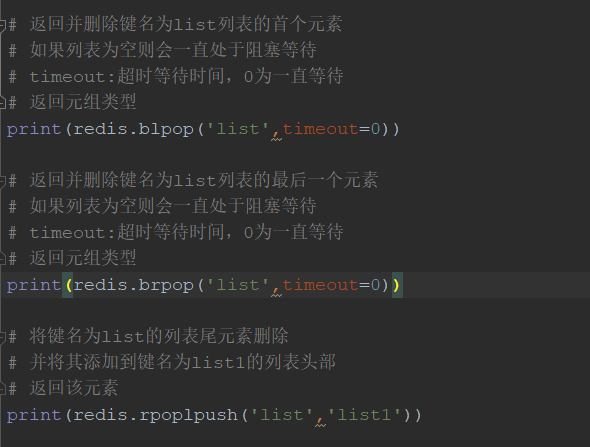 # 返回并删除键名为list列表的首个元素
# 如果列表为空则会一直处于阻塞等待
# timeout:超时等待时间，0为一直等待
# 返回元组类型
print(redis.blpop('list',timeout=0))
# 返回并删除键名为list列表的最后一个元素
# 如果列表为空则会一直处于阻塞等待
# timeout:超时等待时间，0为一直等待
# 返回元组类型
print(redis.brpop('list',timeout=0))
# 将键名为list的列表尾元素删除
# 并将其添加到键名为list1的列表头部
# 返回该元素
print(redis.rpoplpush('list','list1'))